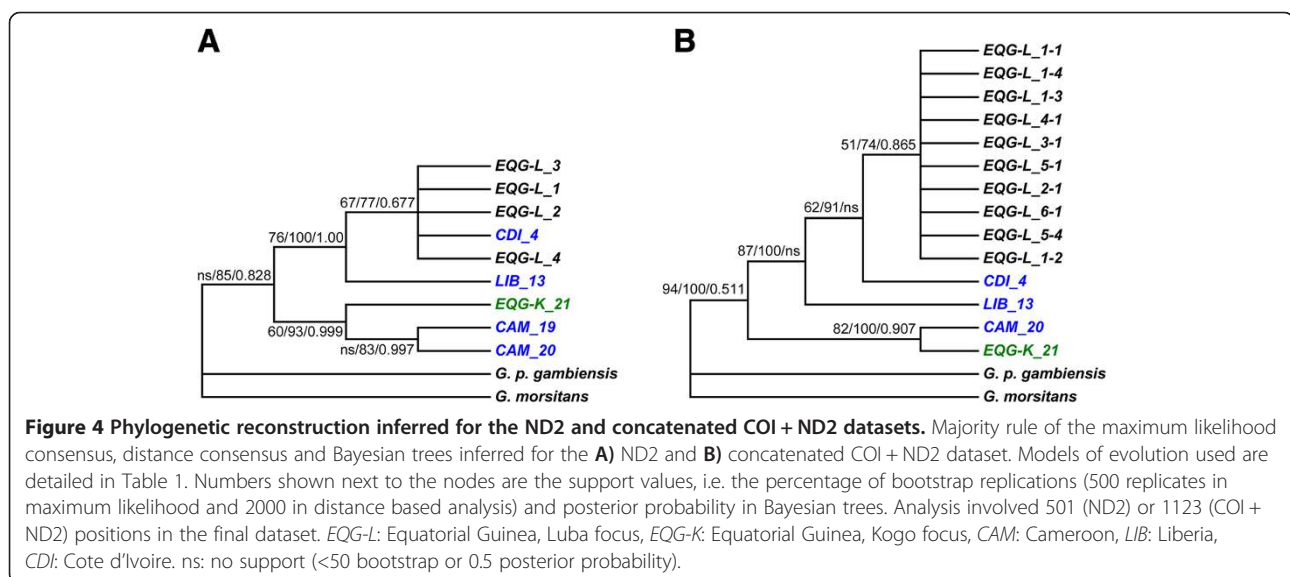 A
EQG-L_3
EQG-L_1
67/77/0.677
EQG-L_2
76/100/1.00
CDI_4
EQG-L_4
ns/85/0.828
LIB_13
EQG-K_21
60/93/0.999
CAM_19
ns/83/0.997
CAM_20
G. p. gambiensis
G. morsitans
B
EQG-L_1-1
EQG-L_1-4
EQG-L_1-3
EQG-L_4-1
EQG-L_3-1
51/74/0.865
EQG-L_5-1
EQG-L_2-1
62/91/ns
EQG-L_6-1
EQG-L_5-4
87/100/ns
EQG-L_1-2
CDI_4
94/100/0.511
LIB_13
82/100/0.907
CAM_20
EQG-K_21
G. p. gambiensis
G. morsitans
Figure 4 Phylogenetic reconstruction inferred for the ND2 and concatenated COI + ND2 datasets. Majority rule of the maximum likelihood
consensus, distance consensus and Bayesian trees inferred for the A) ND2 and B) concatenated COI + ND2 dataset. Models of evolution used are
detailed in Table 1. Numbers shown next to the nodes are the support values, i.e. the percentage of bootstrap replications (500 replicates in
maximum likelihood and 2000 in distance based analysis) and posterior probability in Bayesian trees. Analysis involved 501 (ND2) or 1123 (COI +
ND2) positions in the final dataset. EQG-L: Equatorial Guinea, Luba focus, EQG-K: Equatorial Guinea, Kogo focus, CAM: Cameroon, LIB: Liberia,
CDI: Cote d'Ivoire. ns: no support (<50 bootstrap or 0.5 posterior probability).